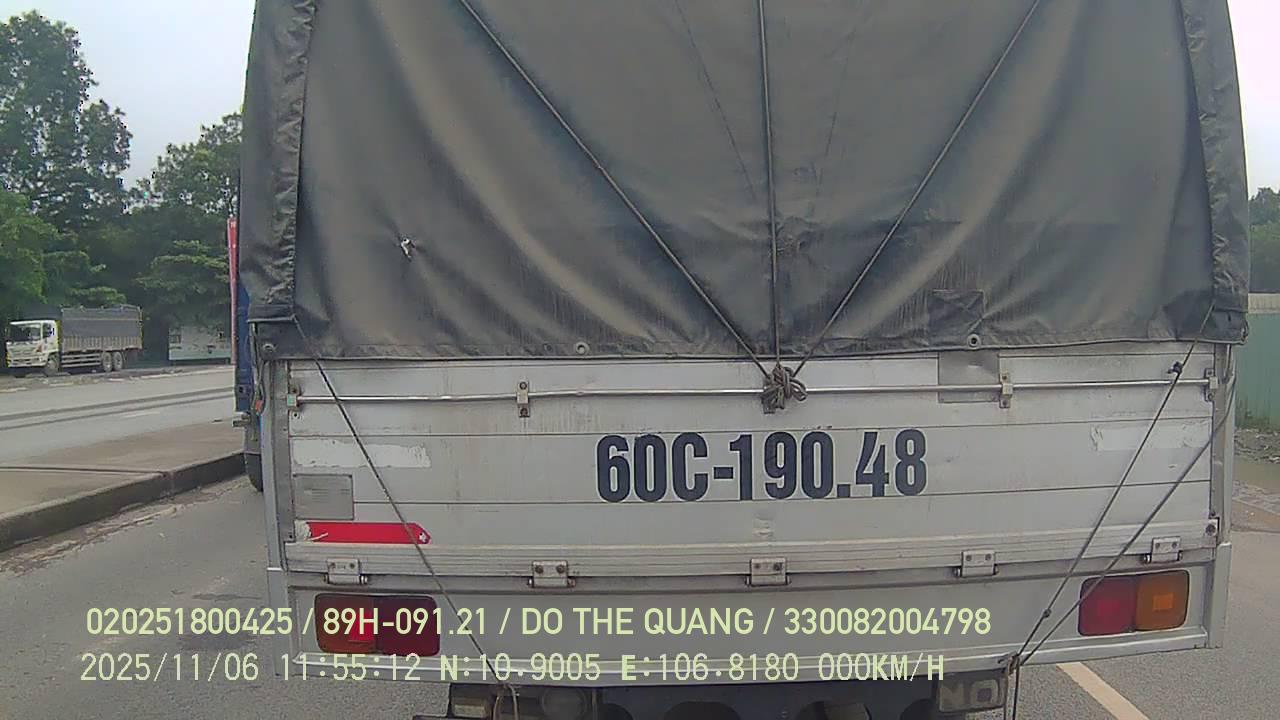 60C-190.48
020251800425 / 89H-091.21 / DO THE QUANG / 330082004798
2025/11/06 11:55:12 N:10.9005 E:106.8180 000KM/H
NO